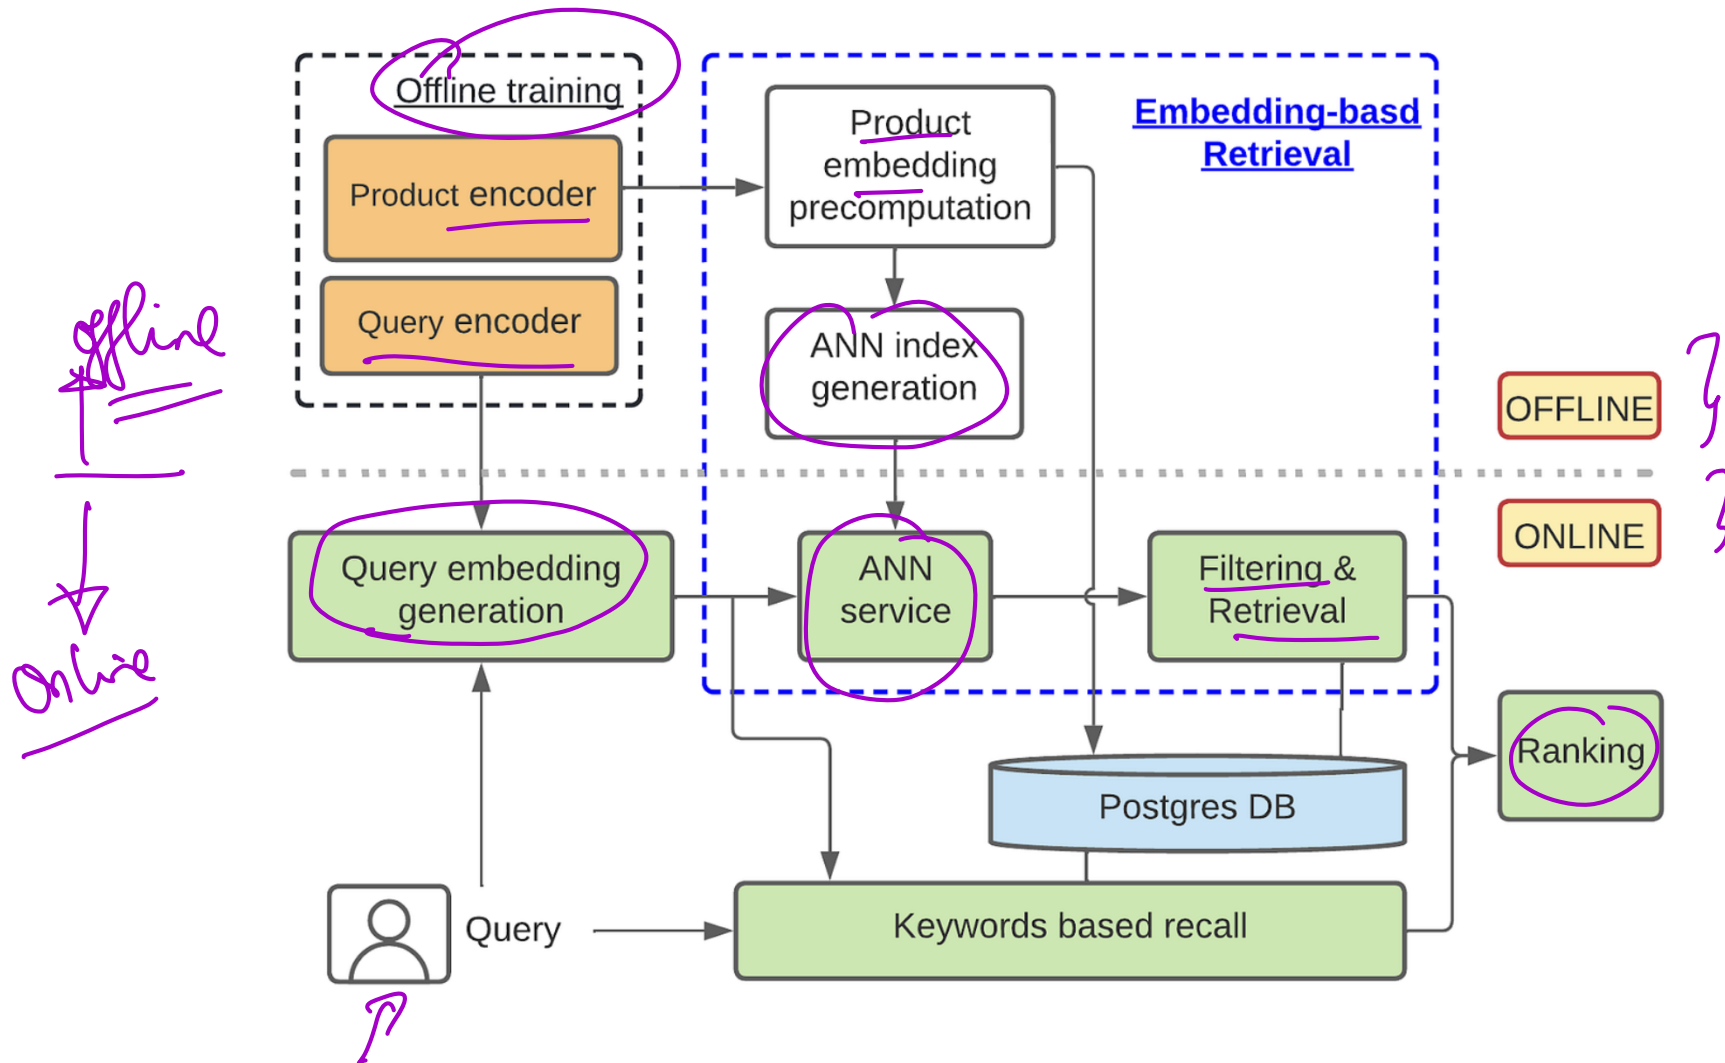 Offline training
Product encoder
Query encoder
Product
embedding
precomputation
Embedding-basd
Retrieval
ANN index
generation
offline
OFFLINE
ONLINE
Query embedding
generation
ANN
service
Filtering &
Retrieval
online
Ranking
Postgres DB
Query
Keywords based recall